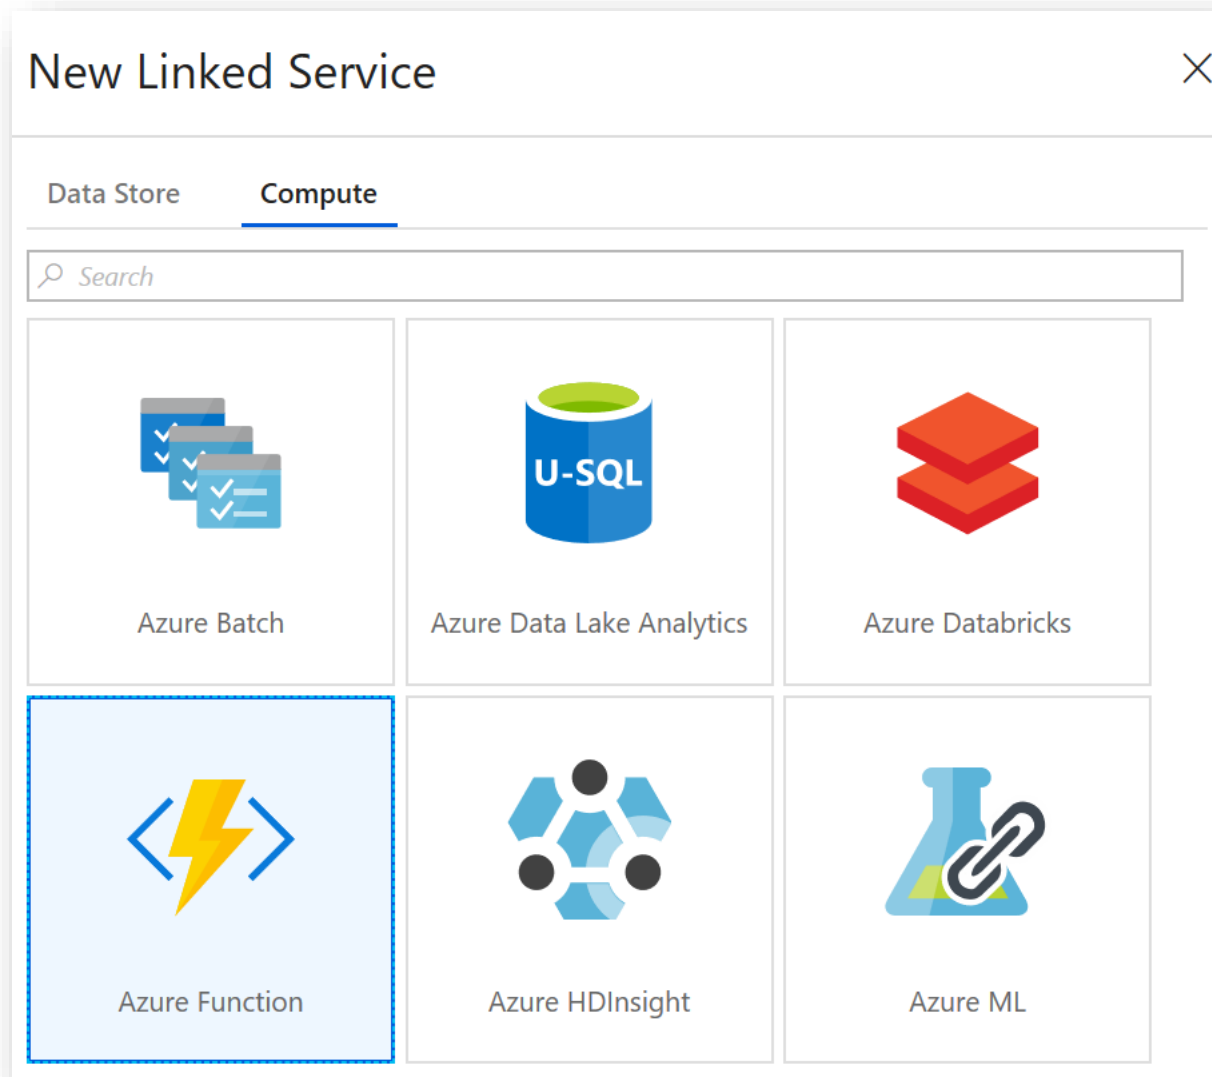 New Linked Service
Data Store
Compute
Search
U-SQL
Azure Batch
Azure Data Lake Analytics
Azure Databricks
Azure Function
Azure HDInsight
Azure ML